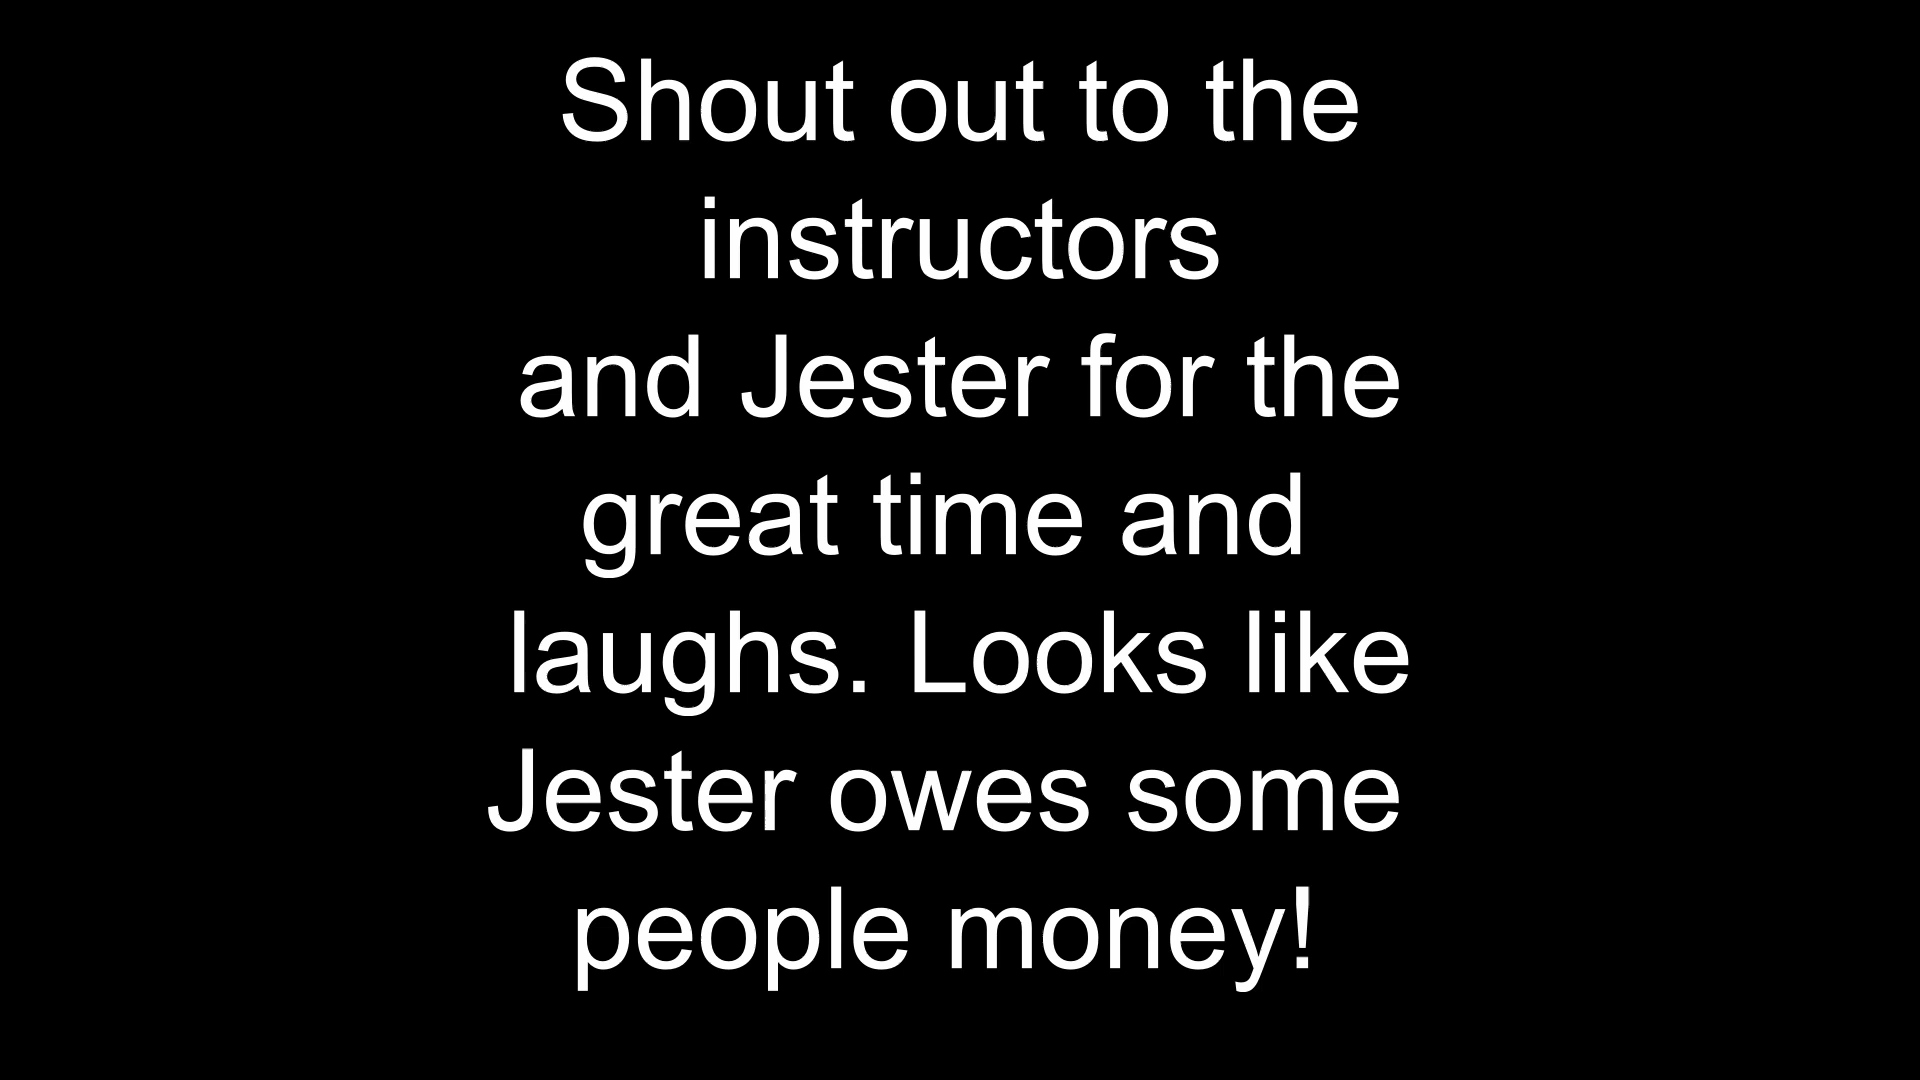 Shout out to the
instructors
and Jester for the
great time and
laughs. Looks like
Jester owes some
people money!